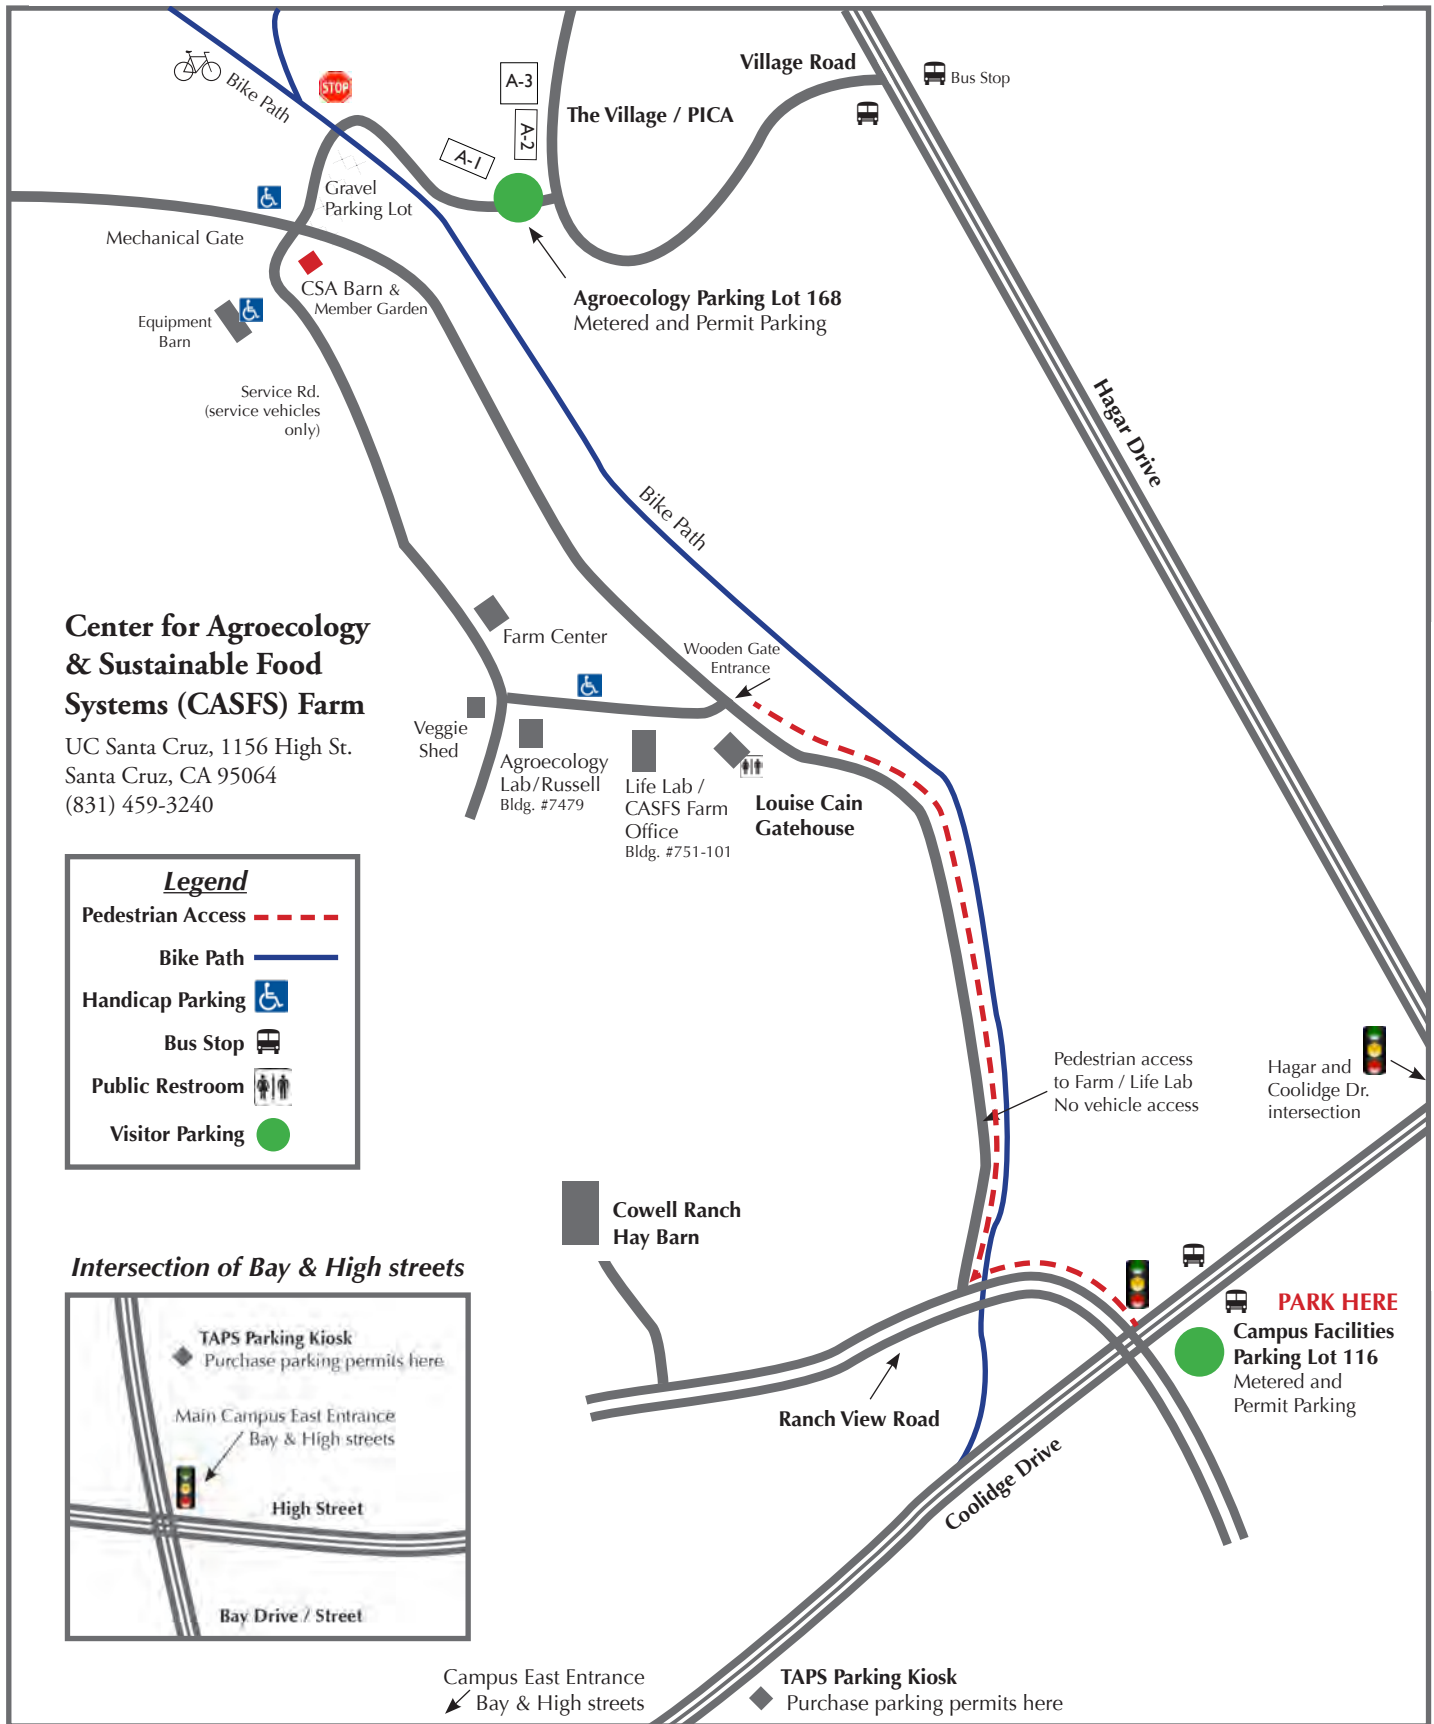 Bike Path
STOP
A-3
A-2
A-1
The Village / PICA
Village Road
Bus Stop
Gravel
Parking Lot
Mechanical Gate
CSA Barn &
Member Garden
Equipment
Barn
Agroecology Parking Lot 168
Metered and Permit Parking
Service Rd.
(service vehicles
only)
Hagar Drive
Bike Path
Center for Agroecology
& Sustainable Food
Systems (CASFS) Farm
UC Santa Cruz, 1156 High St.
Santa Cruz, CA 95064
(831) 459-3240
Farm Center
Wooden Gate
Entrance
Veggie
Shed
Agroecology
Lab/Russell
Bldg. #7479
Life Lab /
CASFS Farm
Office
Bldg. #751-101
Louise Cain
Gatehouse
Legend
Pedestrian Access
Bike Path
Handicap Parking
Bus Stop
Public Restroom
Visitor Parking
Pedestrian access
to Farm / Life Lab
No vehicle access
Hagar and
Coolidge Dr.
intersection
Cowell Ranch
Hay Barn
PARK HERE
Campus Facilities
Parking Lot 116
Metered and
Permit Parking
Ranch View Road
Coolidge Drive
Intersection of Bay & High streets
TAPS Parking Kiosk
Purchase parking permits here
Main Campus East Entrance
Bay & High streets
High Street
Bay Drive / Street
Campus East Entrance
Bay & High streets
TAPS Parking Kiosk
Purchase parking permits here